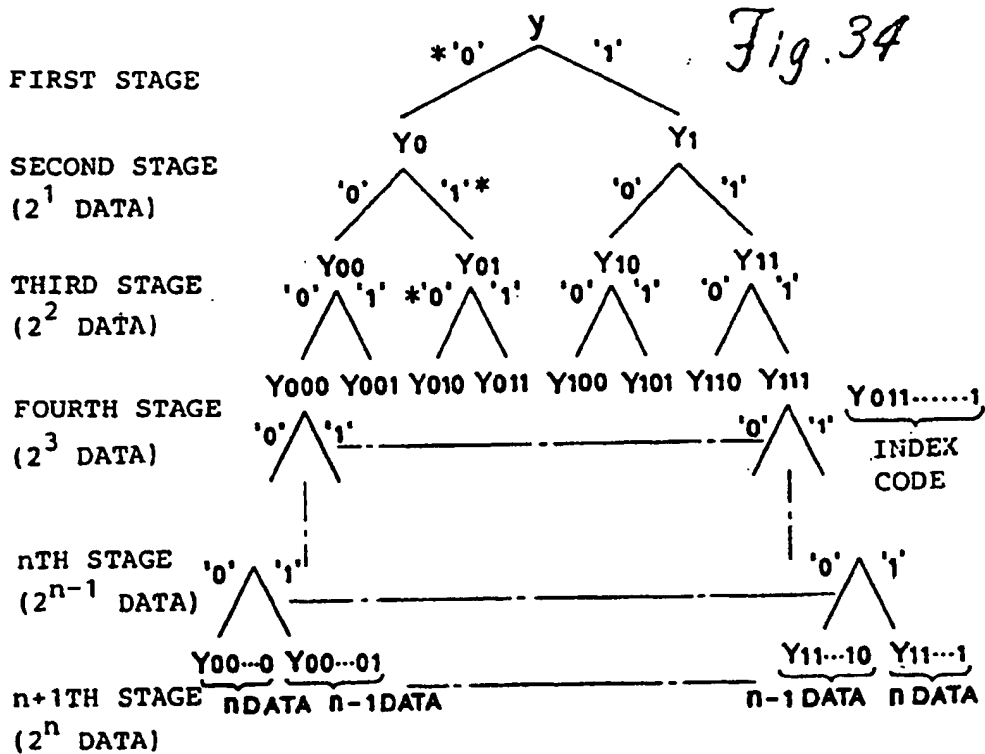 Fig. 34
y
*'0' '1'
FIRST STAGE
Y0 Y1
SECOND STAGE
(2^1 DATA)
'0' '1'* '0' '1'
Y00 Y01 Y10 Y11
THIRD STAGE
(2^2 DATA)
'0' '1' *'0' '1' '0' '1' '0' '1'
Y000 Y001 Y010 Y011 Y100 Y101 Y110 Y111
FOURTH STAGE
(2^3 DATA)
'0' '1' '0' '1'
Y011......1
INDEX
CODE
nTH STAGE
(2^n-1 DATA)
'0' '1' '0' '1'
Y00...0 Y00...01 Y11...10 Y11...1
n DATA n-1 DATA n-1 DATA n DATA
n+1TH STAGE
(2^n DATA)